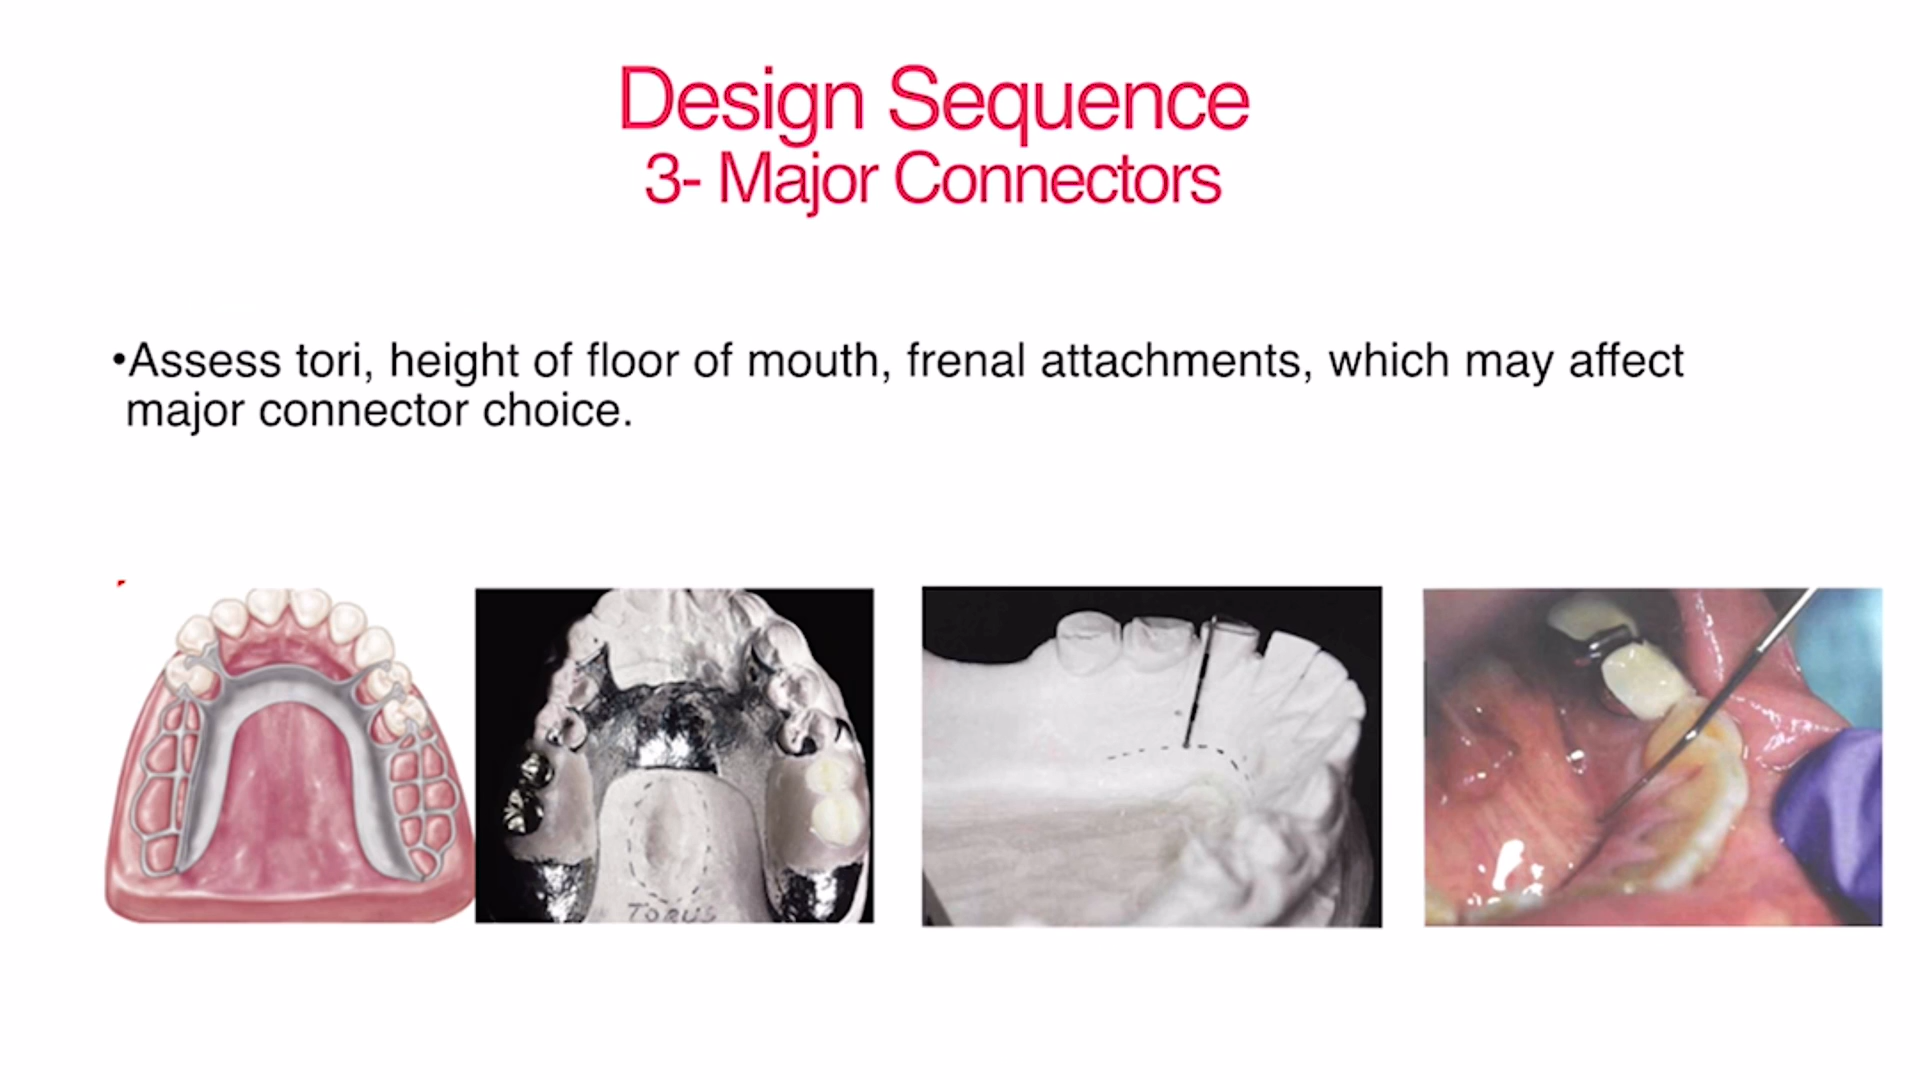 Design Sequence
3- Major Connectors
•Assess tori, height of floor of mouth, frenal attachments, which may affect
major connector choice.
TORUS